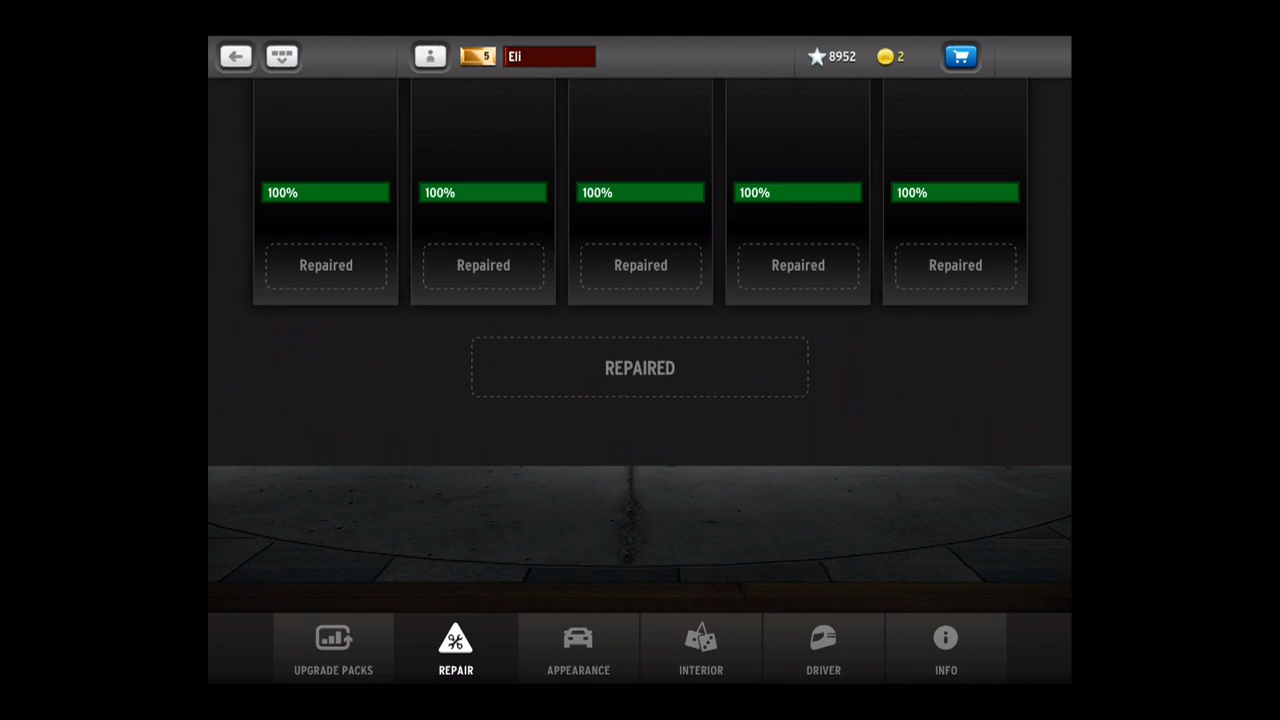 5 Eli 8952 2
100% 100% 100% 100% 100%
Repaired Repaired Repaired Repaired Repaired
REPAIRED
UPGRADE PACKS REPAIR APPEARANCE INTERIOR DRIVER INFO